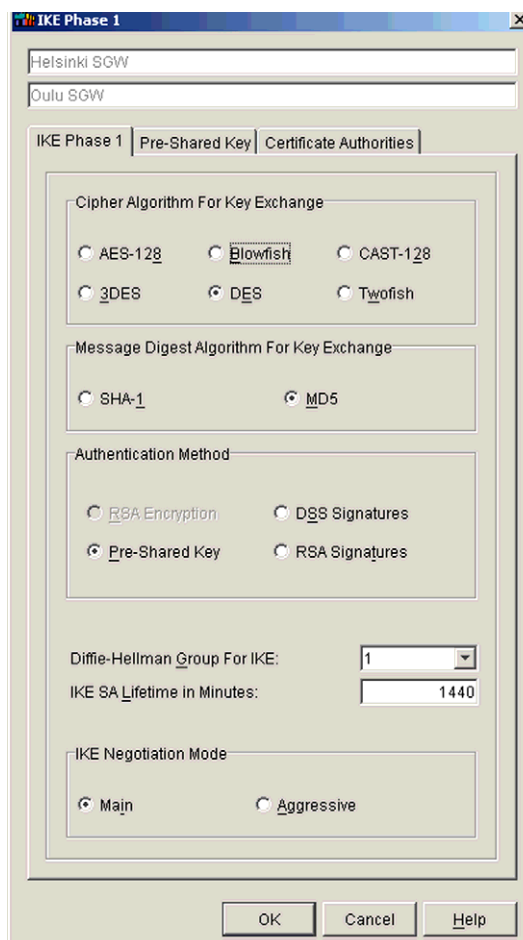 IKE Phase 1
Helsinki SGW
Oulu SGW
IKE Phase 1 Pre-Shared Key Certificate Authorities
Cipher Algorithm For Key Exchange
AES-128 Blowfish CAST-128
3DES DES Twofish
Message Digest Algorithm For Key Exchange
SHA-1 MD5
Authentication Method
RSA Encryption DSS Signatures
Pre-Shared Key RSA Signatures
Diffie-Hellman Group For IKE: 1
IKE SA Lifetime in Minutes: 1440
IKE Negotiation Mode
Main Aggressive
OK Cancel Help